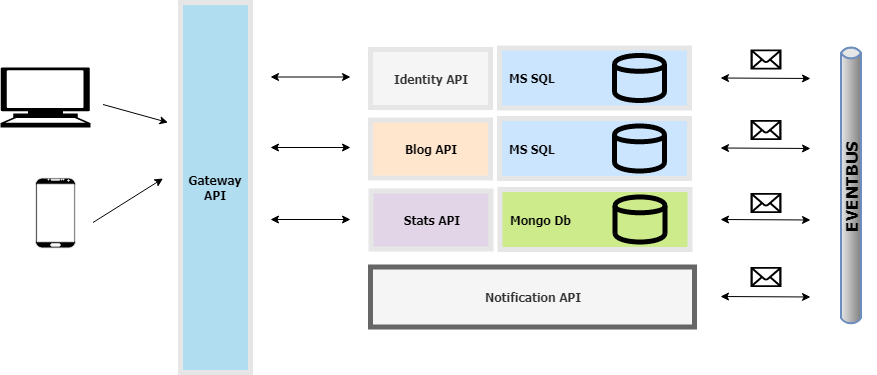 Gateway
API
Identity API
MS SQL
Blog API
MS SQL
Stats API
Mongo Db
Notification API
EVENTBUS